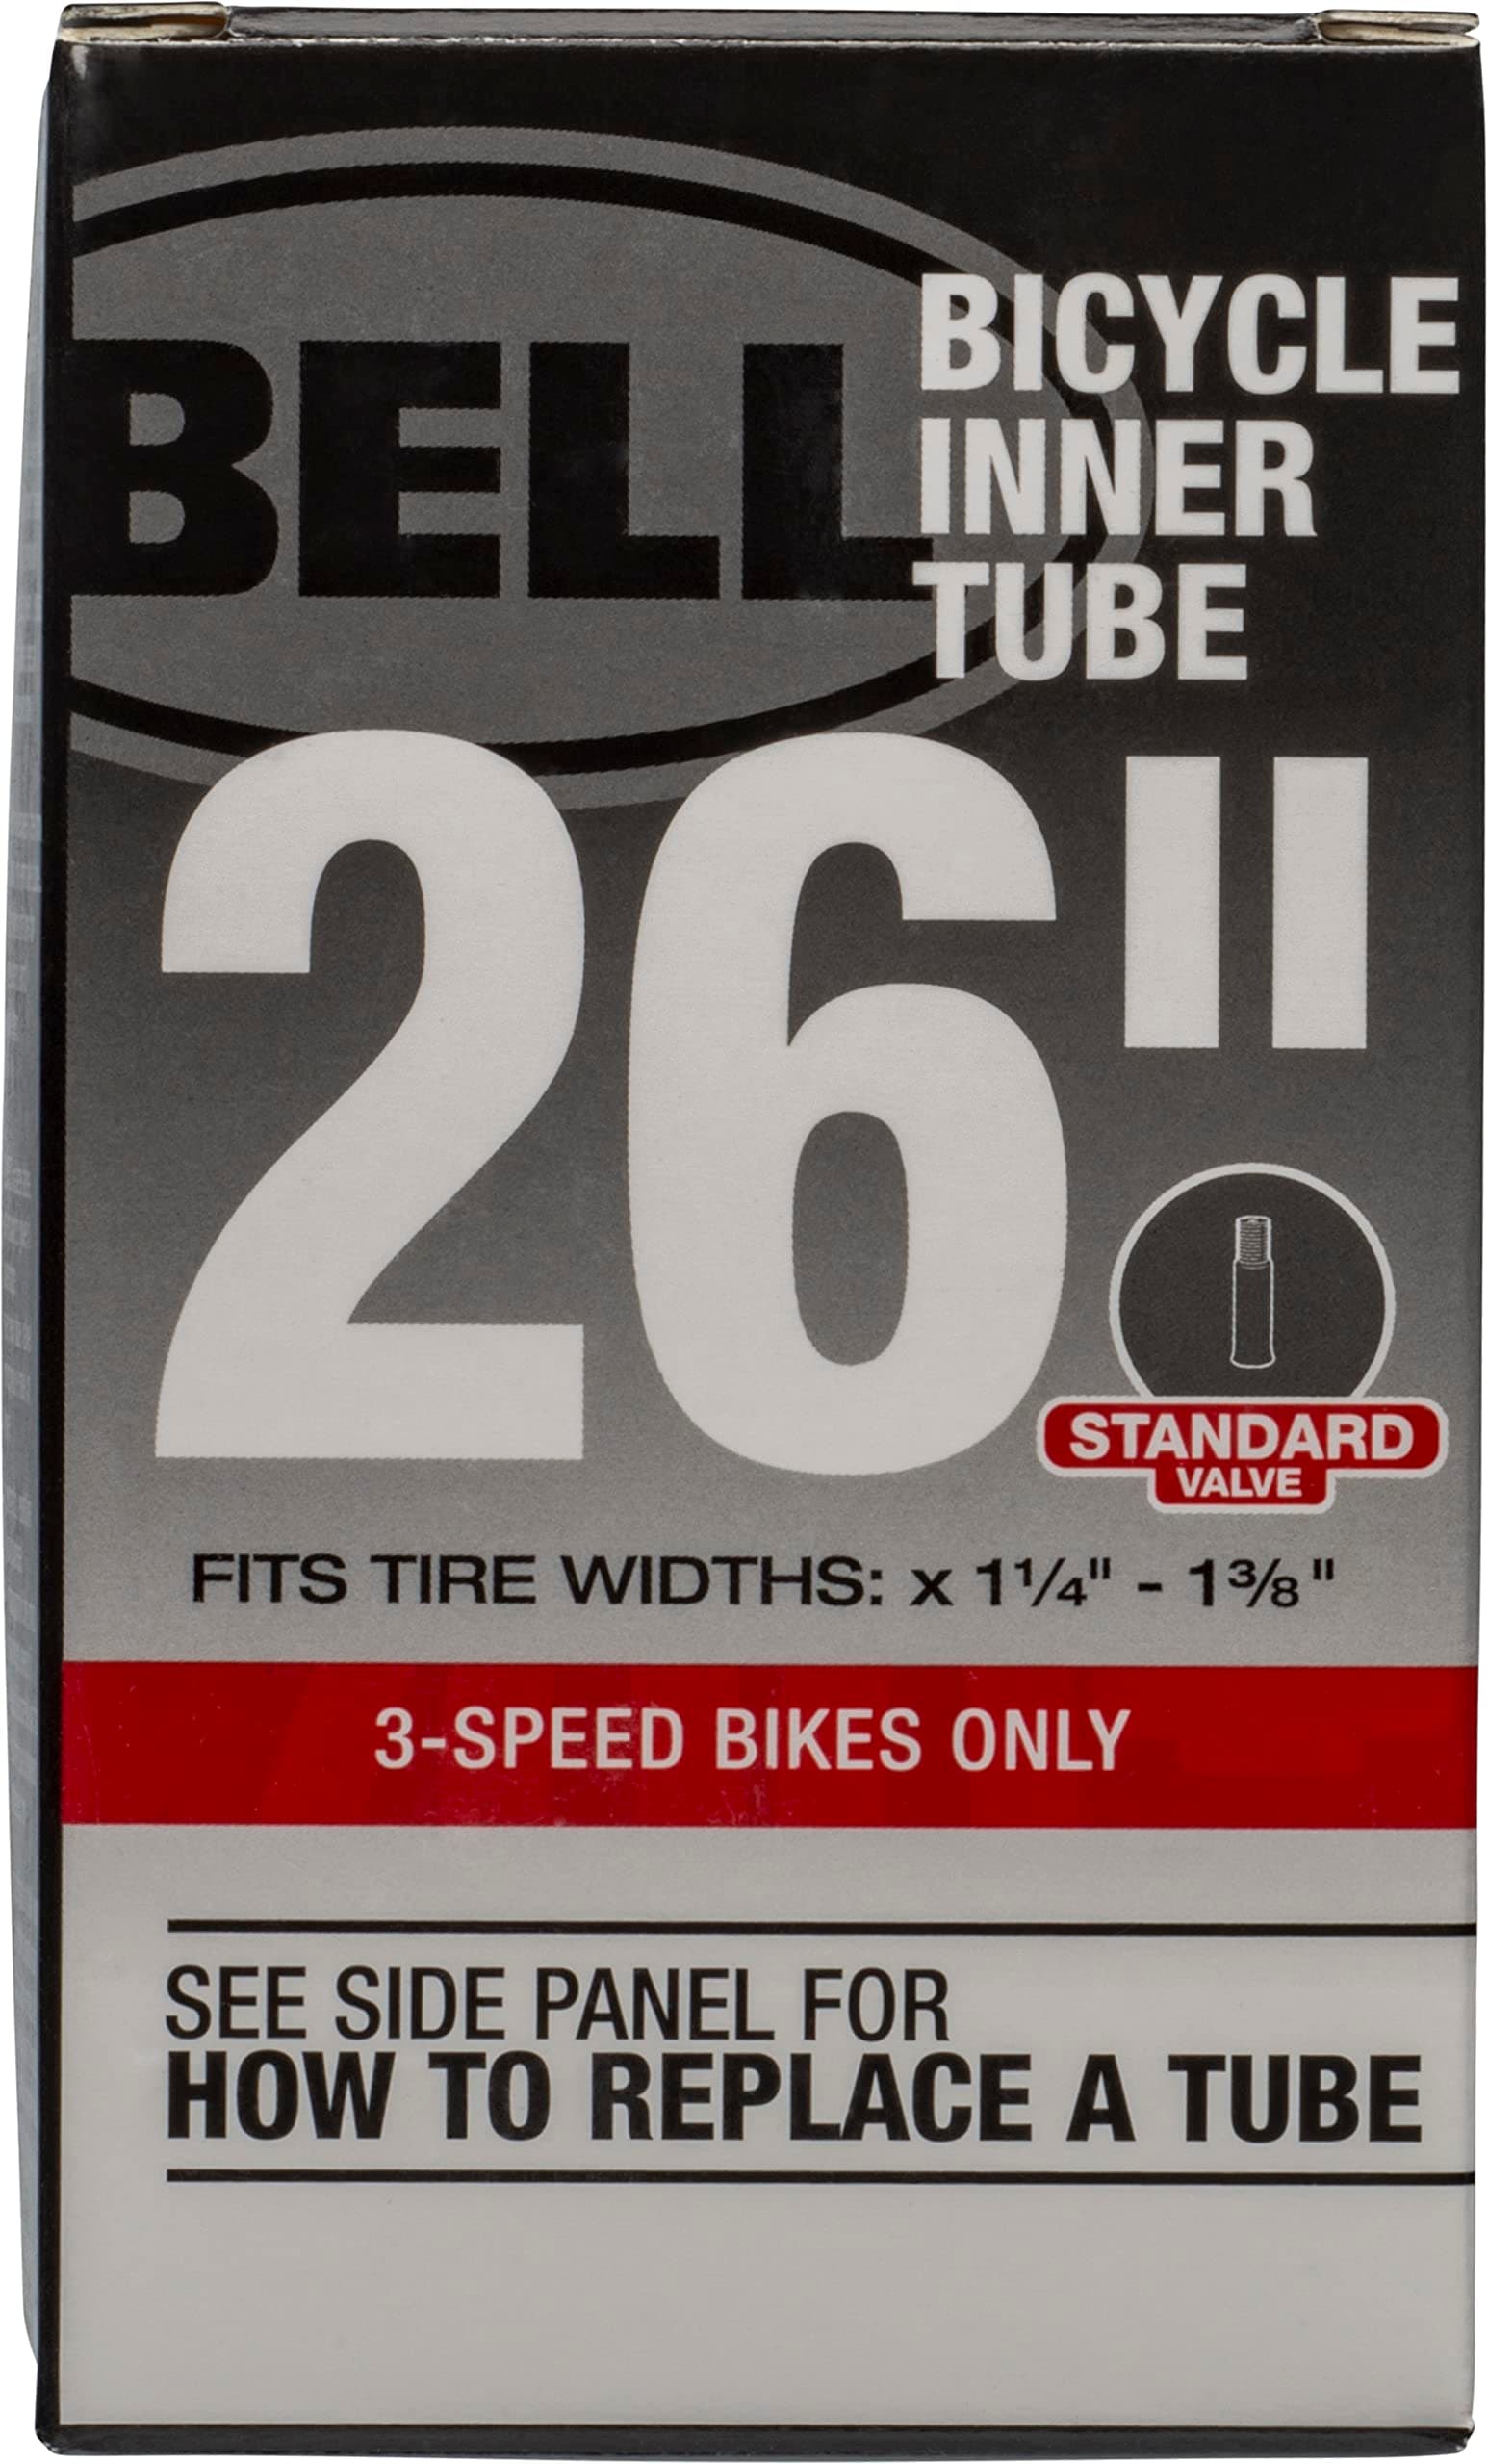 BELL
BICYCLE
INNER
TUBE
26"
STANDARD
VALVE
FITS TIRE WIDTHS: x 1¼" - 1⅜"
3-SPEED BIKES ONLY
SEE SIDE PANEL FOR
HOW TO REPLACE A TUBE